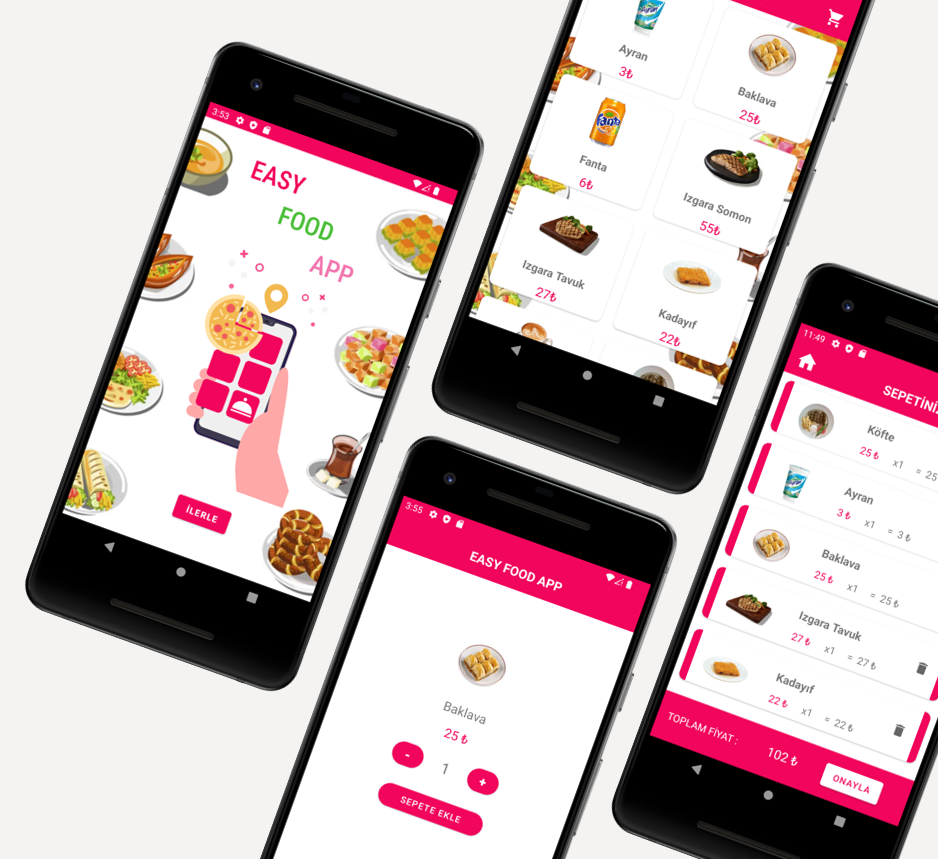 3:53
EASY
FOOD
APP
İLERLE
Ayran
3₺
Baklava
25₺
Fanta
Fanta
6₺
Izgara Somon
55₺
Izgara Tavuk
27₺
Kadayıf
22₺
3:55
EASY FOOD APP
Baklava
25 ₺
-
1
+
SEPETE EKLE
11:49
SEPETİNİZ
Köfte
25 ₺ x1 = 25
Ayran
3 ₺ x1 = 3 ₺
Baklava
25 ₺ x1 = 25 ₺
Izgara Tavuk
27 ₺ x1 = 27 ₺
Kadayıf
22 ₺ x1 = 22 ₺
TOPLAM FİYAT :
102 ₺
ONAYLA